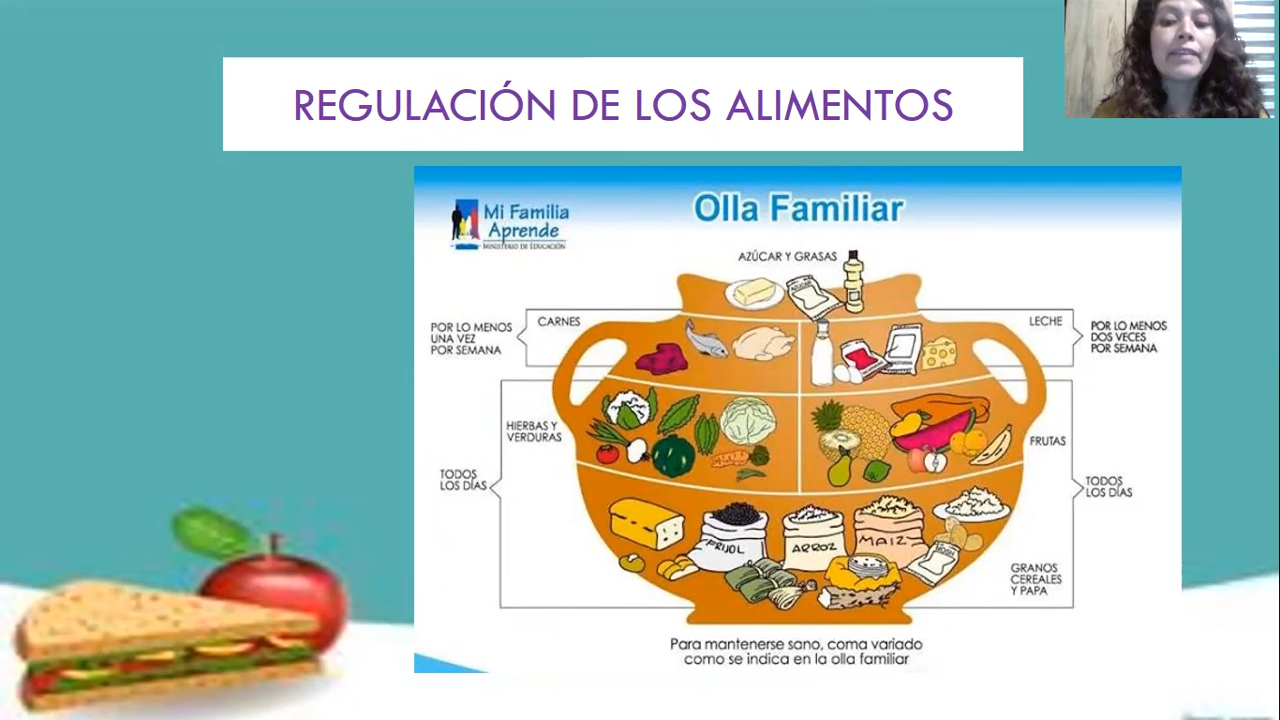 REGULACIÓN DE LOS ALIMENTOS
Mi Familia
Aprende
MINISTERIO DE EDUCACIÓN
Olla Familiar
AZÚCAR Y GRASAS
AZUCAR
CARNES
POR LO MENOS
UNA VEZ
POR SEMANA
LECHE
POR LO MENOS
DOS VECES
POR SEMANA
HIERBAS Y
VERDURAS
FRUTAS
TODOS
LOS DÍAS
TODOS
LOS DÍAS
FRIJOL
ARROZ
MAIZ
GRANOS
CEREALES
Y PAPA
Para mantenerse sano, coma variado
como se indica en la olla familiar